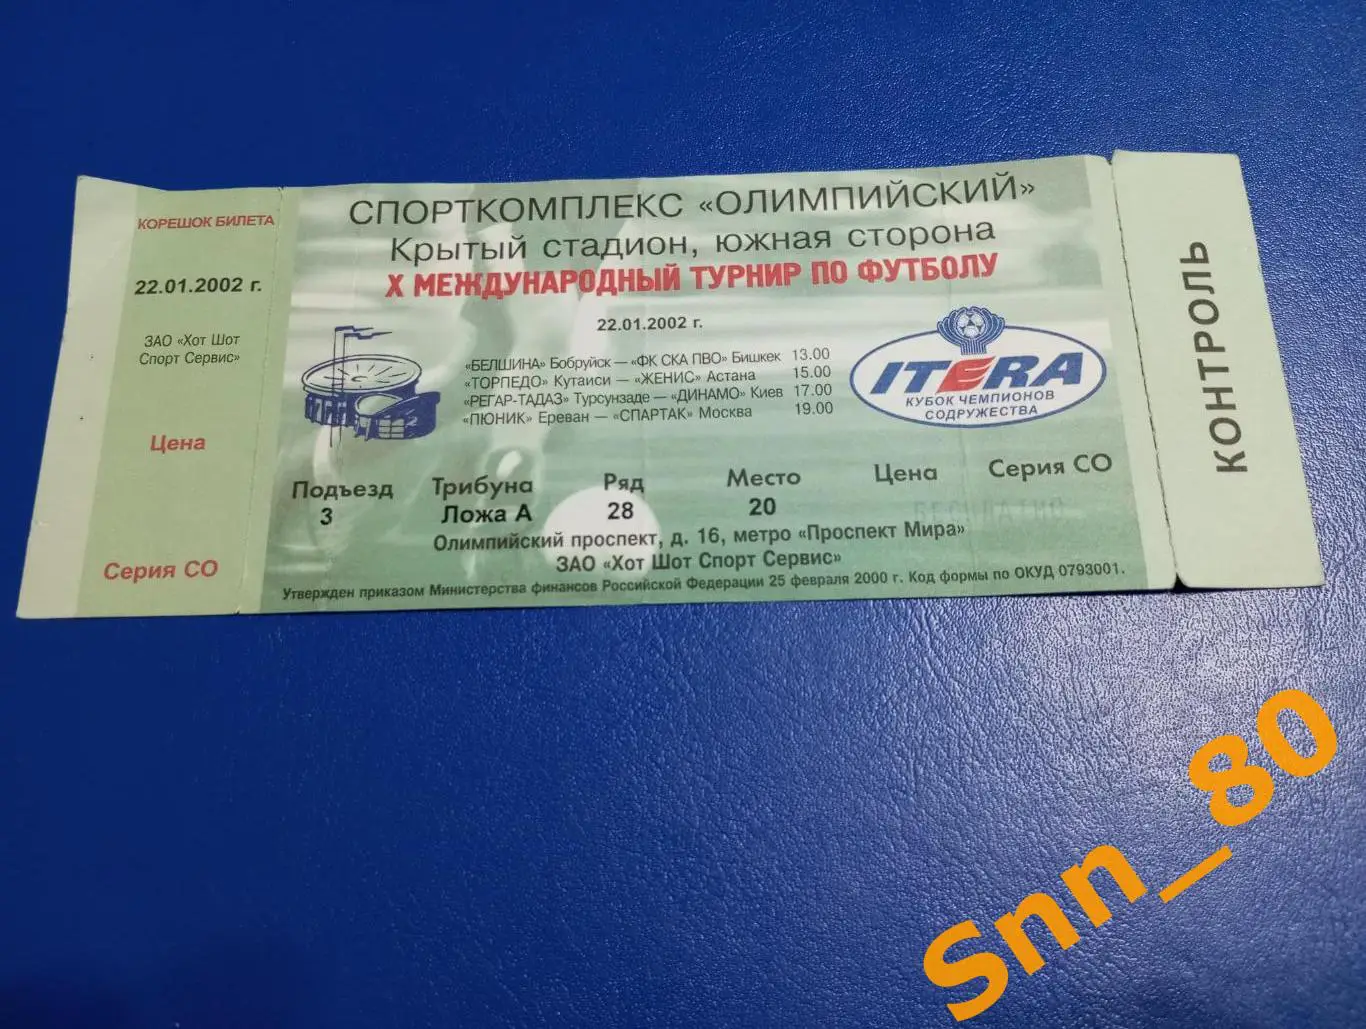 КОРЕШОК БИЛЕТА
22.01.2002 г.
ЗАО «Хот Шот
Спорт Сервис»
Цена
Серия СО
СПОРТКОМПЛЕКС «ОЛИМПИЙСКИЙ»
Крытый стадион, южная сторона
X МЕЖДУНАРОДНЫЙ ТУРНИР ПО ФУТБОЛУ
22.01.2002 г.
«БЕЛШИНА» Бобруйск — «ФК СКА ПВО» Бишкек 13.00
«ТОРПЕДО» Кутаиси — «ЖЕНИС» Астана 15.00
«РЕГАР-ТАДАЗ» Турсунзаде — «ДИНАМО» Киев 17.00
«ПЮНИК» Ереван — «СПАРТАК» Москва 19.00
ITERA
КУБОК ЧЕМПИОНОВ
СОДРУЖЕСТВА
Подъезд Трибуна Ряд Место Цена Серия СО
3 Ложа А 28 20 БЕСПЛАТНО
Олимпийский проспект, д. 16, метро «Проспект Мира»
ЗАО «Хот Шот Спорт Сервис»
Утвержден приказом Министерства финансов Российской Федерации 25 февраля 2000 г. Код формы по ОКУД 0793001.
КОНТРОЛЬ
Snn_80